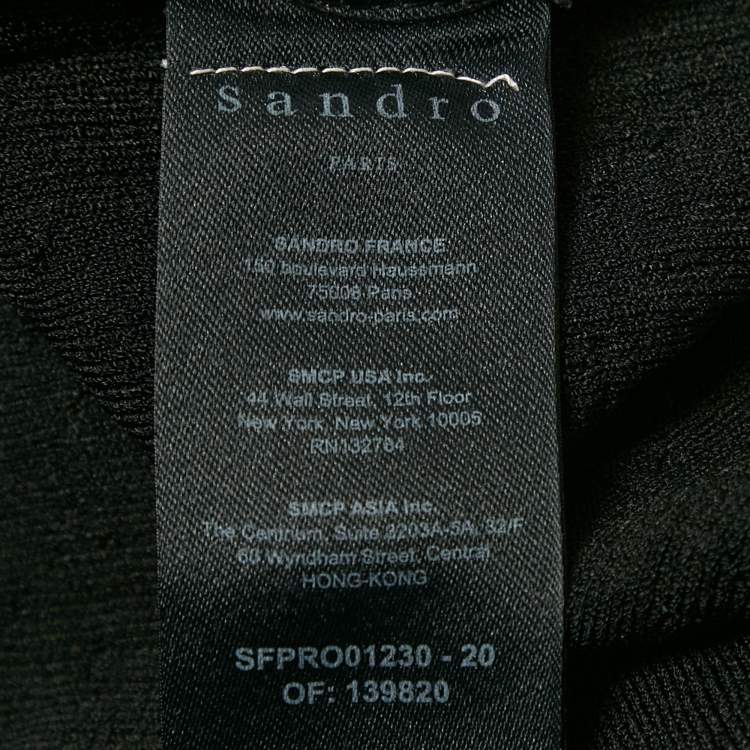 Sandro
PARIS
SANDRO FRANCE
150 boulevard Haussmann
75008 Paris
www.sandro-paris.com
SMCP USA Inc.
44 Wall Street, 12th Floor
New York, New York 10005
RN132784
SMCP ASIA Inc.
The Centrium, Suite 3203A-5A, 32/F
60 Wyndham Street, Central
HONG-KONG
SFPRO01230 - 20
OF: 139820